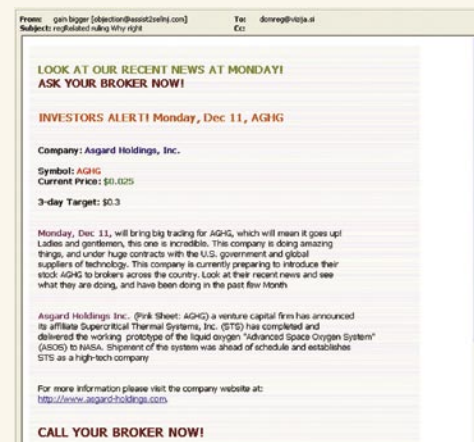 From: gain bigger [objection@assist2sellnj.com] To: domreg@vizija.si
Subject: regRelated ruling Why right Cc:
LOOK AT OUR RECENT NEWS AT MONDAY!
ASK YOUR BROKER NOW!
INVESTORS ALERT! Monday, Dec 11, AGHG
Company: Asgard Holdings, Inc.
Symbol: AGHG
Current Price: $0.025
3-day Target: $0.3
Monday, Dec 11, will bring big trading for AGHG, which will mean it goes up!
Ladies and gentlemen, this one is incredible. This company is doing amazing
things, and under huge contracts with the U.S. government and global
suppliers of technology. This company is currently preparing to introduce their
stock AGHG to brokers across the country. Look at their recent news and see
what they are doing, and have been doing in the past few Month
Asgard Holdings Inc. (Pink Sheet: AGHG) a venture capital firm has announced
its affiliate Supercritical Thermal Systems, Inc. (STS) has completed and
delivered the working prototype of the liquid oxygen "Advanced Space Oxygen System"
(ASOS) to NASA. Shipment of the system was ahead of schedule and establishes
STS as a high-tech company
For more information please visit the company website at:
http://www.asgard-holdings.com
CALL YOUR BROKER NOW!